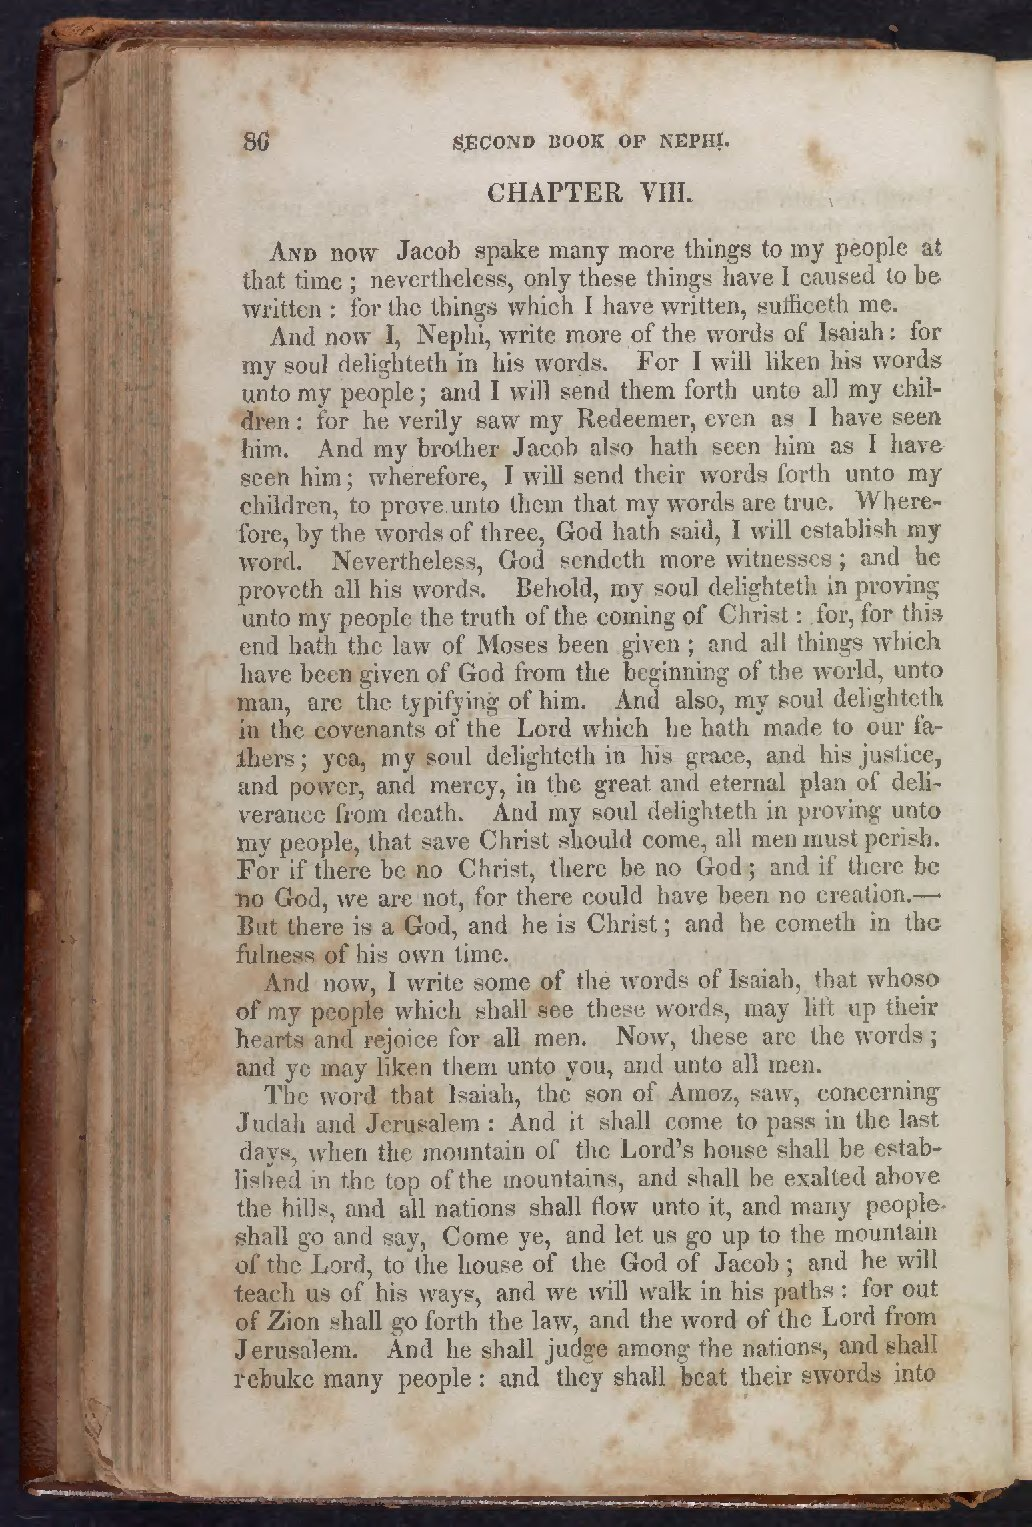 86 SECOND BOOK OF NEPHI.
CHAPTER VIII.
AND NOW Jacob spake many more things to my people at
that time ; nevertheless, only these things have I caused to be
written : for the things which I have written, sufficeth me.
And now I, Nephi, write more of the words of Isaiah : for
my soul delighteth in his words. For I will liken his words
unto my people ; and I will send them forth unto all my chil-
dren : for he verily saw my Redeemer, even as I have seen
him. And my brother Jacob also hath seen him as I have
seen him ; wherefore, I will send their words forth unto my
children, to prove unto them that my words are true. Where-
fore, by the words of three, God hath said, I will establish my
word. Nevertheless, God sendeth more witnesses ; and he
proveth all his words. Behold, my soul delighteth in proving
unto my people the truth of the coming of Christ : for, for this
end hath the law of Moses been given ; and all things which
have been given of God from the beginning of the world, unto
man, are the typifying of him. And also, my soul delighteth
in the covenants of the Lord which he hath made to our fa-
thers ; yea, my soul delighteth in his grace, and his justice,
and power, and mercy, in the great and eternal plan of deli-
verance from death. And my soul delighteth in proving unto
my people, that save Christ should come, all men must perish.
For if there be no Christ, there be no God ; and if there be
no God, we are not, for there could have been no creation.—
But there is a God, and he is Christ ; and he cometh in the
fulness of his own time.
And now, I write some of the words of Isaiah, that whoso
of my people which shall see these words, may lift up their
hearts and rejoice for all men. Now, these are the words ;
and ye may liken them unto you, and unto all men.
The word that Isaiah, the son of Amoz, saw, concerning
Judah and Jerusalem : And it shall come to pass in the last
days, when the mountain of the Lord's house shall be estab-
lished in the top of the mountains, and shall be exalted above
the hills, and all nations shall flow unto it, and many people
shall go and say, Come ye, and let us go up to the mountain
of the Lord, to the house of the God of Jacob ; and he will
teach us of his ways, and we will walk in his paths : for out
of Zion shall go forth the law, and the word of the Lord from
Jerusalem. And he shall judge among the nations, and shall
rebuke many people : and they shall beat their swords into